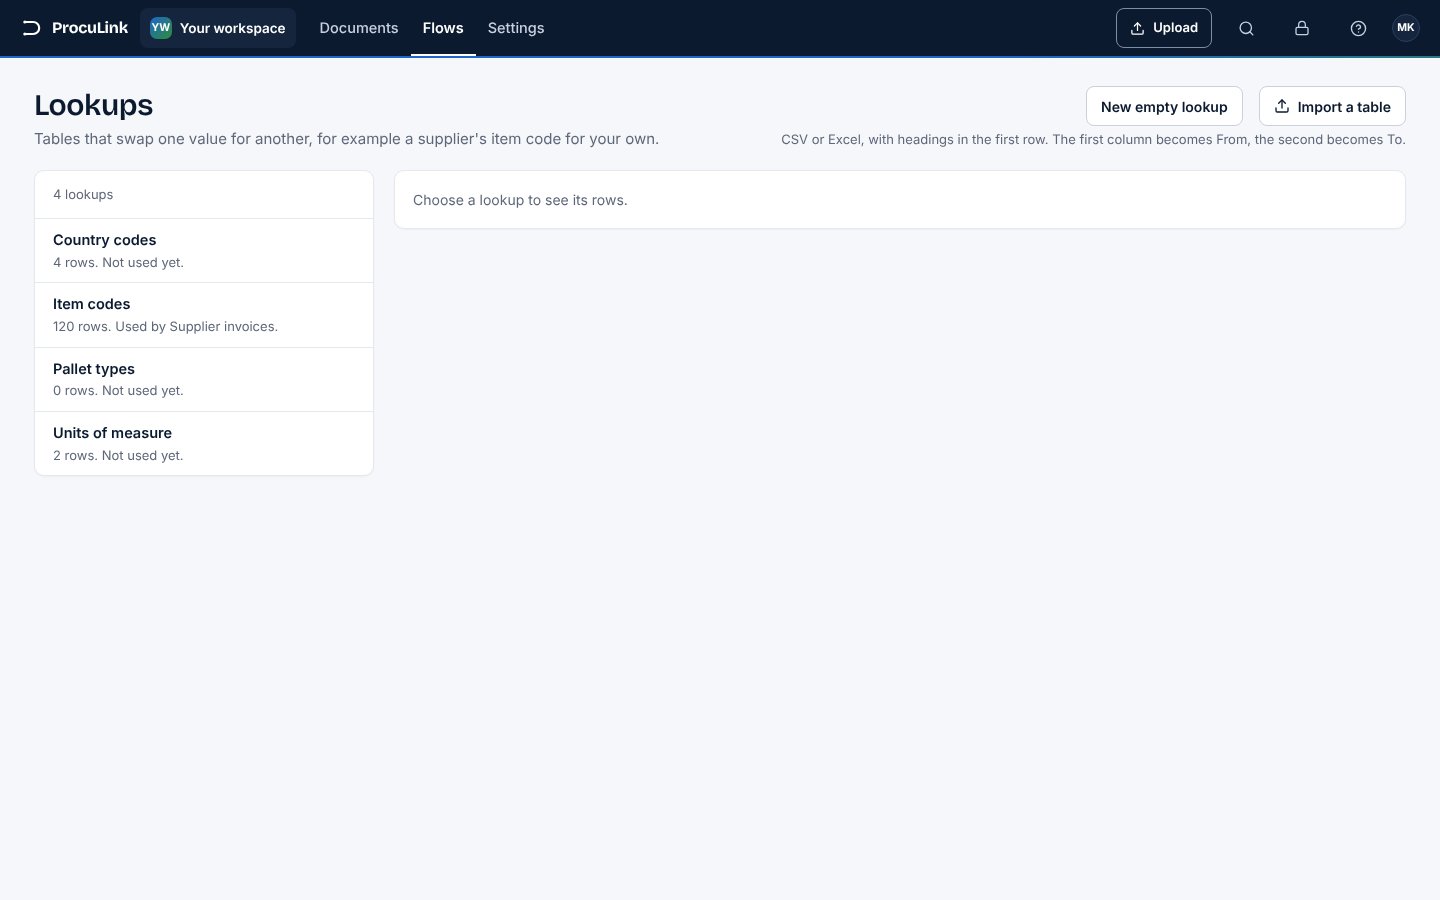 ProcuLink
YW Your workspace
Documents
Flows
Settings
Upload
MK
Lookups
Tables that swap one value for another, for example a supplier's item code for your own.
New empty lookup
Import a table
CSV or Excel, with headings in the first row. The first column becomes From, the second becomes To.
4 lookups
Country codes
4 rows. Not used yet.
Item codes
120 rows. Used by Supplier invoices.
Pallet types
0 rows. Not used yet.
Units of measure
2 rows. Not used yet.
Choose a lookup to see its rows.